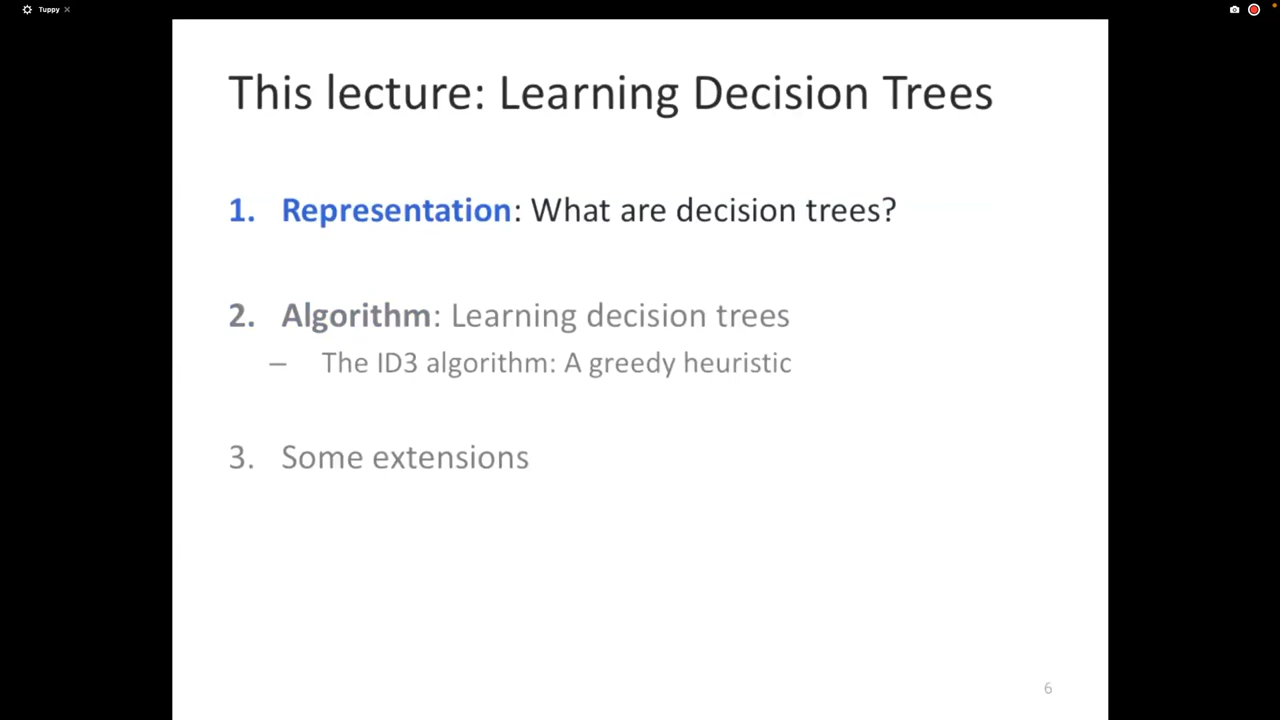 Tuppy
This lecture: Learning Decision Trees
1. Representation: What are decision trees?
2. Algorithm: Learning decision trees
– The ID3 algorithm: A greedy heuristic
3. Some extensions
6